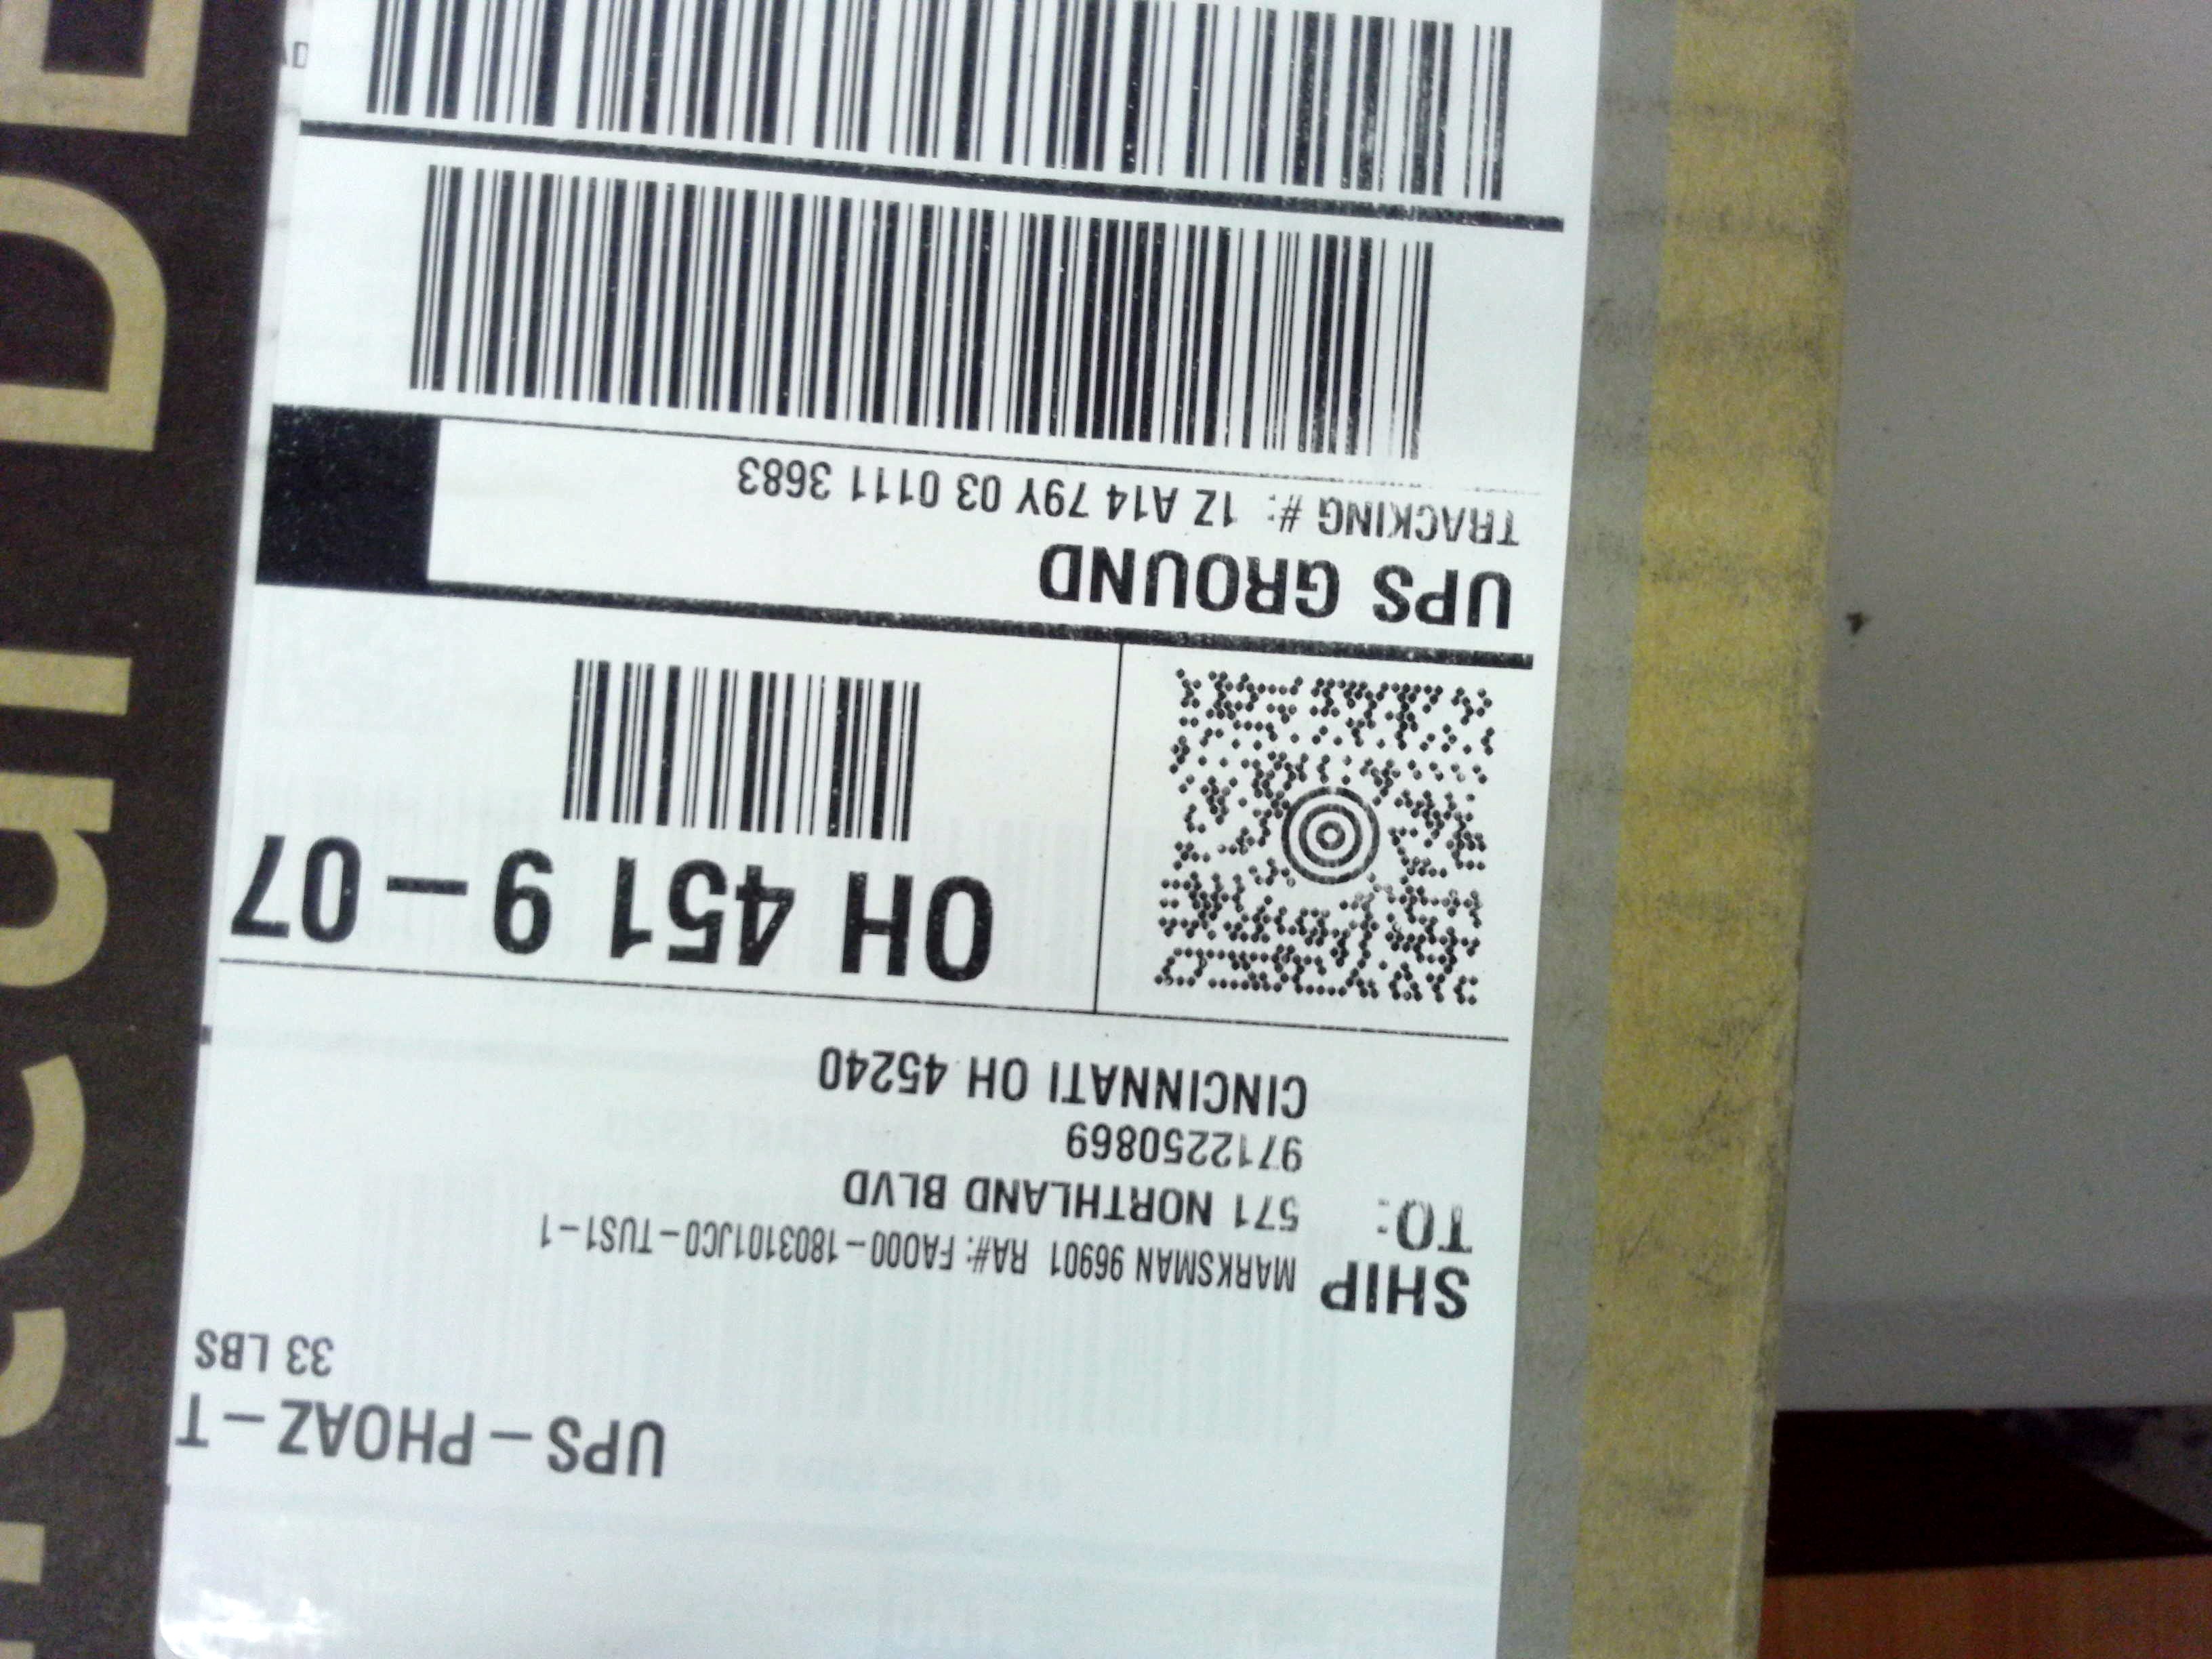 UPS-PHOAZ-T
33 LBS
SHIP
TO:
MARKSMAN 96901 RA#: FA000-1803101JC0-TUS1-1
571 NORTHLAND BLVD
9712250869
CINCINNATI OH 45240
OH 451 9-07
UPS GROUND
TRACKING #: 1Z A14 79Y 03 0111 3683